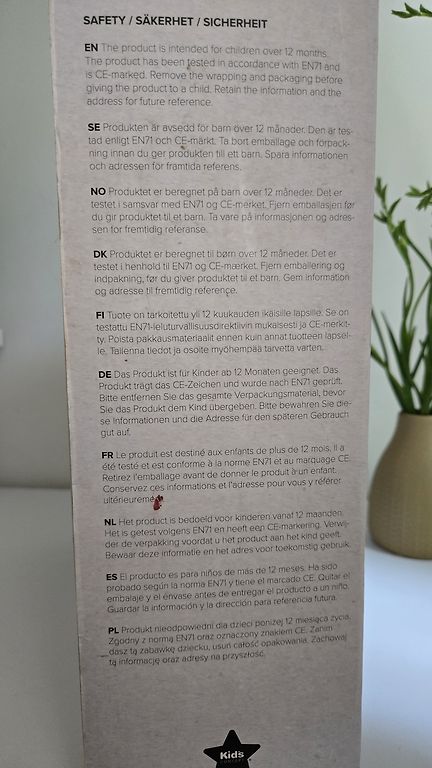 SAFETY / SÄKERHET / SICHERHEIT
EN The product is intended for children over 12 months.
The product has been tested in accordance with EN71 and
is CE-marked. Remove the wrapping and packaging before
giving the product to a child. Retain the information and the
address for future reference.
SE Produkten är avsedd för barn över 12 månader. Den är tes-
tad enligt EN71 och CE-märkt. Ta bort emballage och förpack-
ning innan du ger produkten till ett barn. Spara informationen
och adressen för framtida referens.
NO Produktet er beregnet på barn over 12 måneder. Det er
testet i samsvar med EN71 og CE-merket. Fjern emballasjen før
du gir produktet til et barn. Ta vare på informasjonen og adres-
sen for fremtidig referanse.
DK Produktet er beregnet til børn over 12 måneder. Det er
testet i henhold til EN71 og CE-mærket. Fjern emballering og
indpakning, før du giver produktet til et barn. Gem information
og adresse til fremtidig reference.
FI Tuote on tarkoitettu yli 12 kuukauden ikäisille lapsille. Se on
testattu EN71-leluturvallisuusdirektiivin mukaisesti ja CE-merkit-
ty. Poista pakkausmateriaalit ennen kuin annat tuotteen lapsel-
le. Tallenna tiedot ja osoite myöhempää tarvetta varten.
DE Das Produkt ist für Kinder ab 12 Monaten geeignet. Das
Produkt trägt das CE-Zeichen und wurde nach EN71 geprüft.
Bitte entfernen Sie das gesamte Verpackungsmaterial, bevor
Sie das Produkt dem Kind übergeben. Bitte bewahren Sie die-
se Informationen und die Adresse für den späteren Gebrauch
gut auf.
FR Le produit est destiné aux enfants de plus de 12 mois. Il a
été testé et est conforme à la norme EN71 et au marquage CE.
Retirez l'emballage avant de donner le produit à un enfant.
Conservez ces informations et l'adresse pour vous y référer
ultérieurement.
NL Het product is bedoeld voor kinderen vanaf 12 maanden.
Het is getest volgens EN71 en heeft een CE-markering. Verwij-
der de verpakking voordat u het product aan het kind geeft.
Bewaar deze informatie en het adres voor toekomstig gebruik.
ES El producto es para niños de más de 12 meses. Ha sido
probado según la norma EN71 y tiene el marcado CE. Quitar el
embalaje y el envase antes de entregar el producto a un niño.
Guardar la información y la dirección para referencia futura.
PL Produkt nieodpowiedni dla dzieci poniżej 12 miesiąca życia.
Zgodny z normą EN71 oraz oznaczony znakiem CE. Zanim
dasz tą zabawkę dziecku, usuń całość opakowania. Zachowaj
tą informację oraz adresy na przyszłość.
Kid's